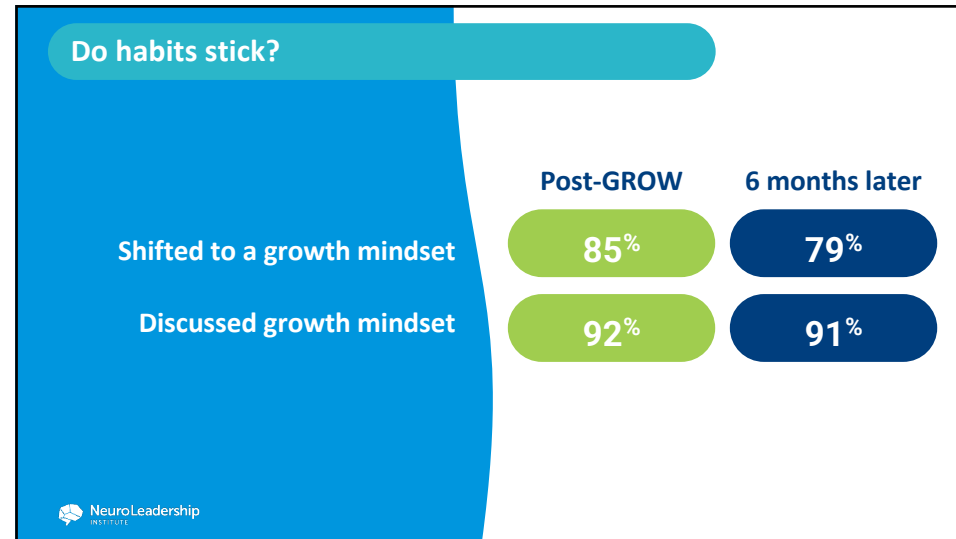 Do habits stick?
Post-GROW 6 months later
Shifted to a growth mindset 85% 79%
Discussed growth mindset 92% 91%
NeuroLeadership
INSTITUTE